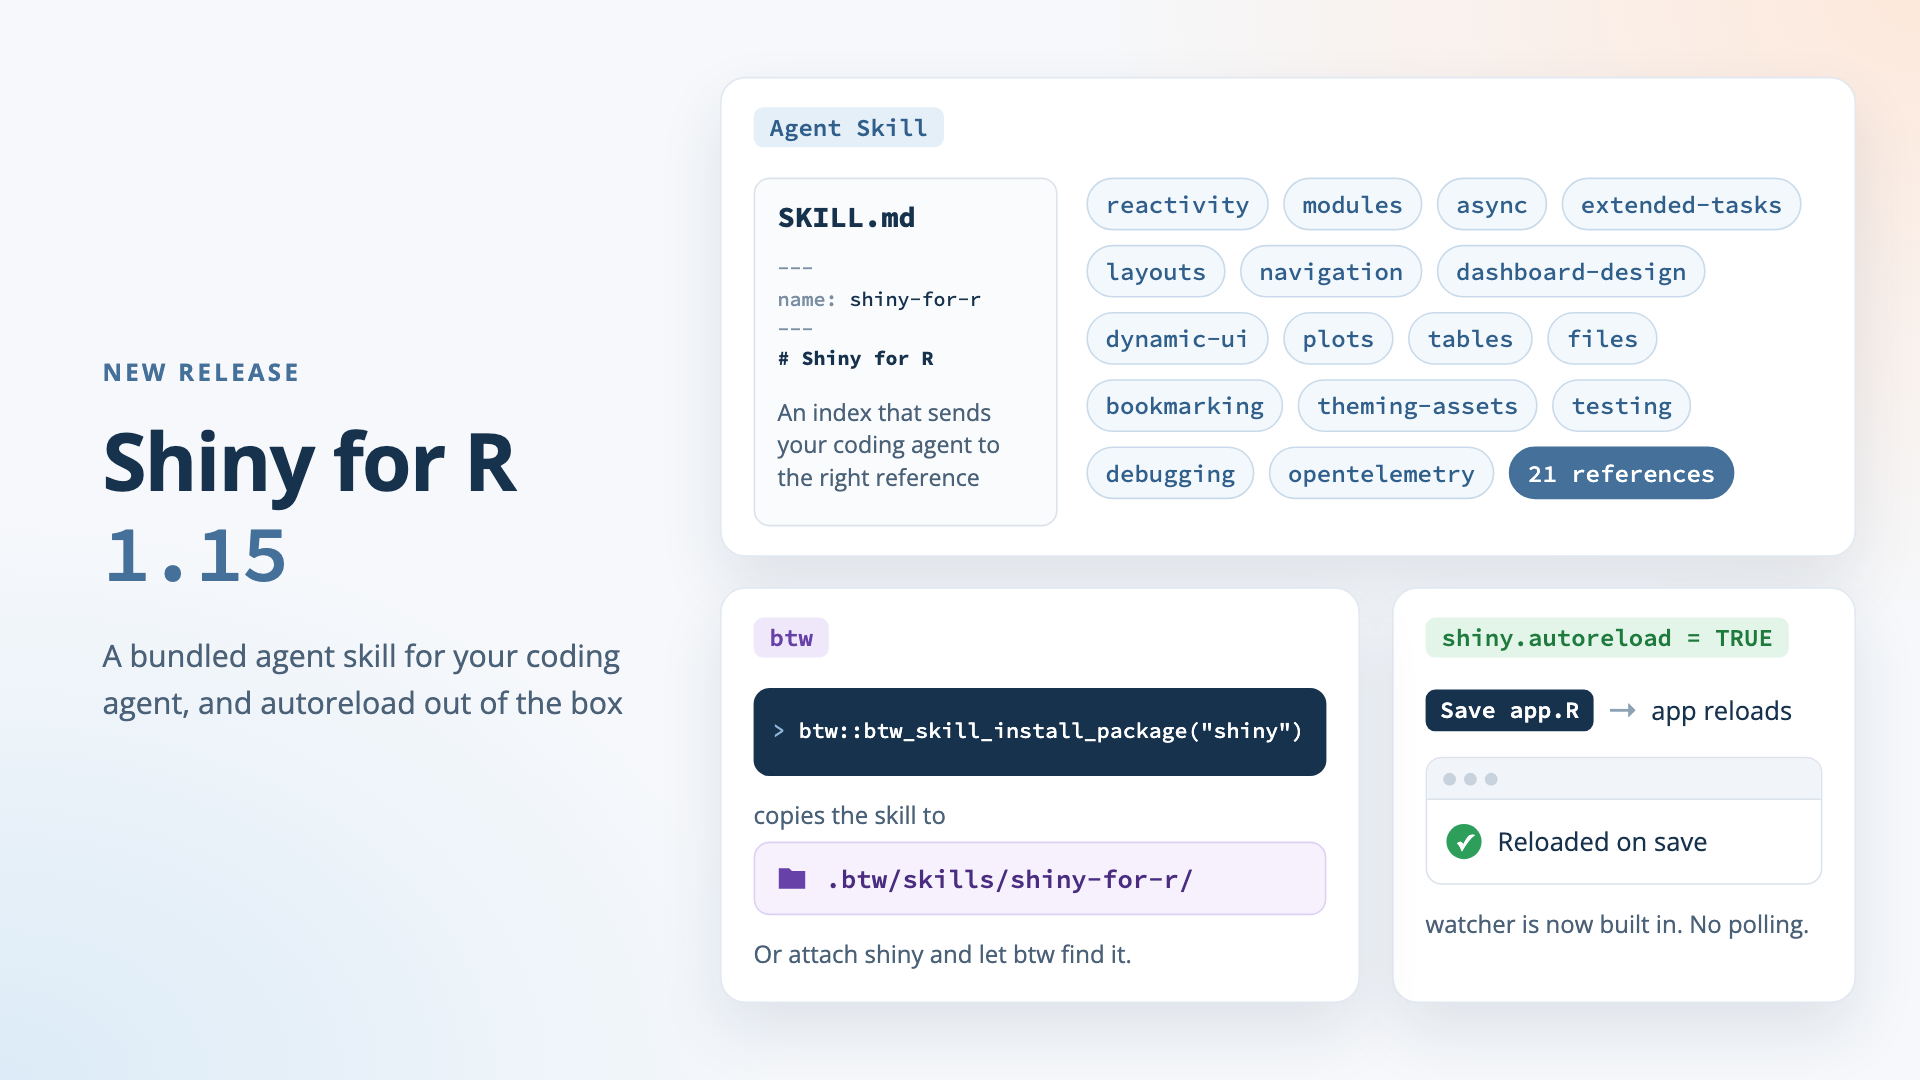 NEW RELEASE
Shiny for R
1.15
A bundled agent skill for your coding
agent, and autoreload out of the box
Agent Skill
SKILL.md
---
name: shiny-for-r
---
# Shiny for R
An index that sends
your coding agent to
the right reference
reactivity modules async extended-tasks
layouts navigation dashboard-design
dynamic-ui plots tables files
bookmarking theming-assets testing
debugging opentelemetry 21 references
btw
> btw::btw_skill_install_package("shiny")
copies the skill to
.btw/skills/shiny-for-r/
Or attach shiny and let btw find it.
shiny.autoreload = TRUE
Save app.R → app reloads
Reloaded on save
watcher is now built in. No polling.